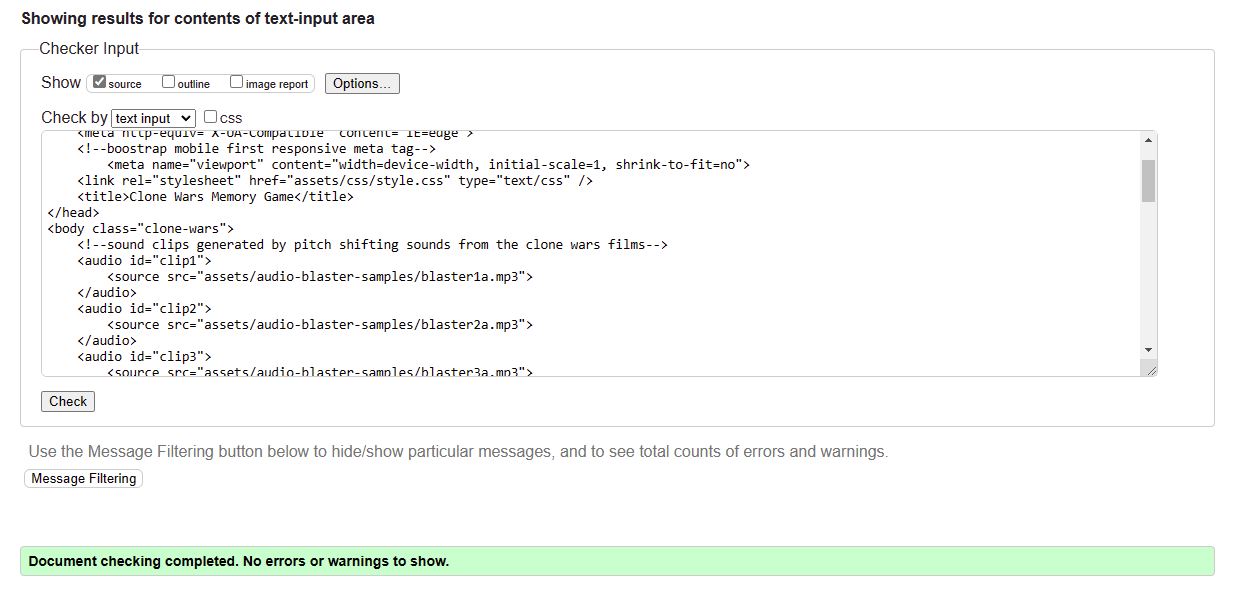 Showing results for contents of text-input area
Checker Input
Show source outline image report Options...
Check by text input css
<meta http-equiv="X-UA-Compatible" content="IE=edge">
<!--boostrap mobile first responsive meta tag-->
<meta name="viewport" content="width=device-width, initial-scale=1, shrink-to-fit=no">
<link rel="stylesheet" href="assets/css/style.css" type="text/css" />
<title>Clone Wars Memory Game</title>
</head>
<body class="clone-wars">
<!--sound clips generated by pitch shifting sounds from the clone wars films-->
<audio id="clip1">
<source src="assets/audio-blaster-samples/blaster1a.mp3">
</audio>
<audio id="clip2">
<source src="assets/audio-blaster-samples/blaster2a.mp3">
</audio>
<audio id="clip3">
<source src="assets/audio-blaster-samples/blaster3a.mp3">
Check
Use the Message Filtering button below to hide/show particular messages, and to see total counts of errors and warnings.
Message Filtering
Document checking completed. No errors or warnings to show.